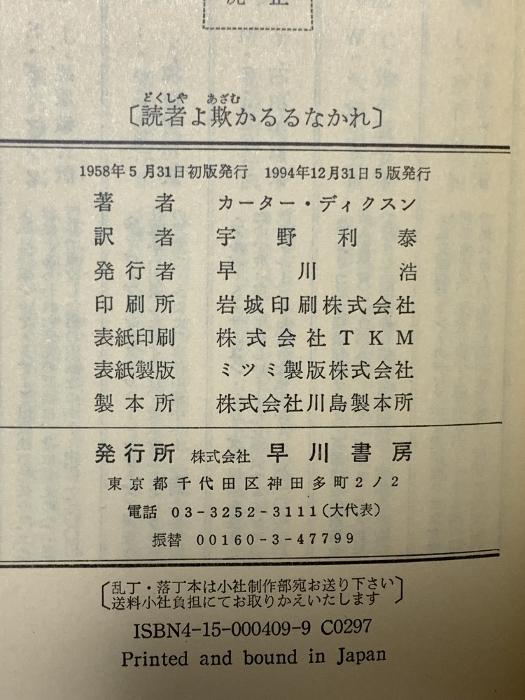 どくしや あざむ
〔読者よ欺かるるなかれ〕
1958年5月31日初版発行 1994年12月31日5版発行
著者 カーター・ディクスン
訳者 宇野利泰
発行者 早川浩
印刷所 岩城印刷株式会社
表紙印刷 株式会社TKM
表紙製版 ミツミ製版株式会社
製本所 株式会社川島製本所
発行所 株式会社 早川書房
東京都千代田区神田多町2ノ2
電話 03-3252-3111(大代表)
振替 00160-3-47799
〔乱丁・落丁本は小社制作部宛お送り下さい
送料小社負担にてお取りかえいたします〕
ISBN4-15-000409-9 C0297
Printed and bound in Japan